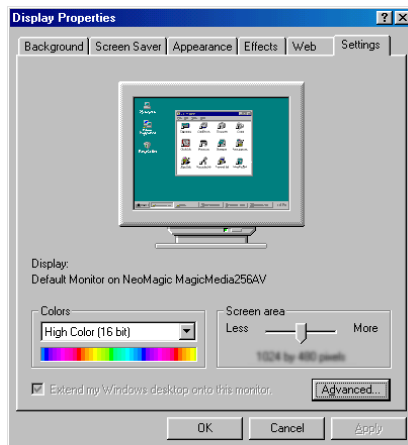 Display Properties
Background Screen Saver Appearance Effects Web Settings
Display:
Default Monitor on NeoMagic MagicMedia256AV
Colors
High Color (16 bit)
Screen area
Less More
1024 by 480 pixels
Extend my Windows desktop onto this monitor.
Advanced...
OK Cancel Apply